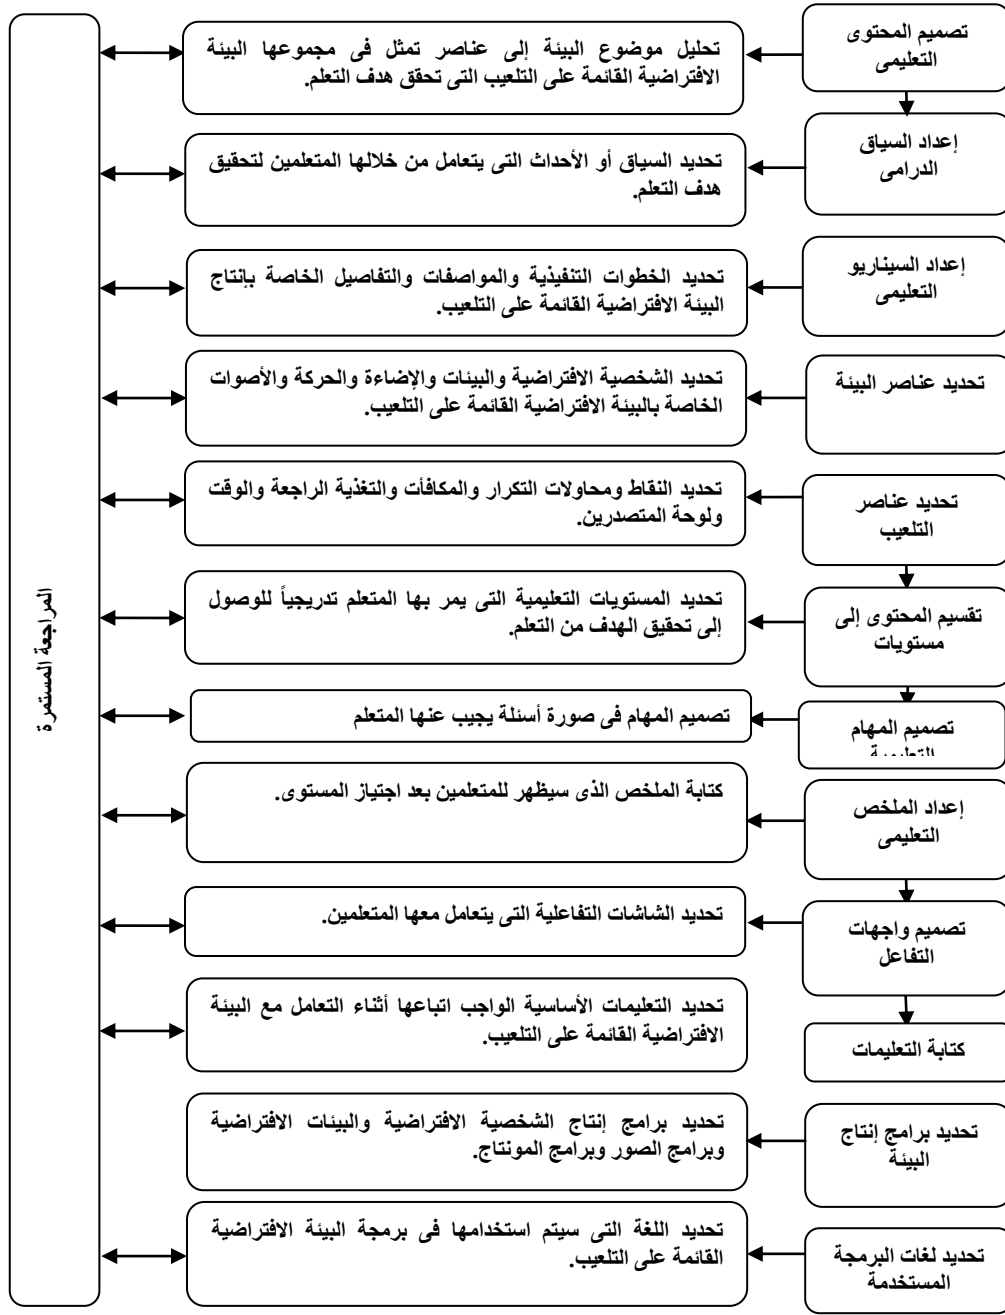 تصميم المحتوى
التعليمى
تحليل موضوع البيئة إلى عناصر تمثل فى مجموعها البيئة
الافتراضية القائمة على التلعيب التى تحقق هدف التعلم.
إعداد السياق
الدرامى
تحديد السياق أو الأحداث التى يتعامل من خلالها المتعلمين لتحقيق
هدف التعلم.
إعداد السيناريو
التعليمى
تحديد الخطوات التنفيذية والمواصفات والتفاصيل الخاصة بإنتاج
البيئة الافتراضية القائمة على التلعيب.
تحديد عناصر البيئة
تحديد الشخصية الافتراضية والبيئات والإضاءة والحركة والأصوات
الخاصة بالبيئة الافتراضية القائمة على التلعيب.
تحديد عناصر
التلعيب
تحديد النقاط ومحاولات التكرار والمكافأت والتغذية الراجعة والوقت
ولوحة المتصدرين.
تقسيم المحتوى إلى
مستويات
تحديد المستويات التعليمية التى يمر بها المتعلم تدريجياً للوصول
إلى تحقيق الهدف من التعلم.
تصميم المهام
التعليمية
تصميم المهام فى صورة أسئلة يجيب عنها المتعلم
إعداد الملخص
التعليمى
كتابة الملخص الذى سيظهر للمتعلمين بعد اجتياز المستوى.
تصميم واجهات
التفاعل
تحديد الشاشات التفاعلية التى يتعامل معها المتعلمين.
كتابة التعليمات
تحديد التعليمات الأساسية الواجب اتباعها أثناء التعامل مع البيئة
الافتراضية القائمة على التلعيب.
تحديد برامج إنتاج
البيئة
تحديد برامج إنتاج الشخصية الافتراضية والبيئات الافتراضية
وبرامج الصور وبرامج المونتاج.
تحديد لغات البرمجة
المستخدمة
تحديد اللغة التى سيتم استخدامها فى برمجة البيئة الافتراضية
القائمة على التلعيب.
المراجعة المستمرة